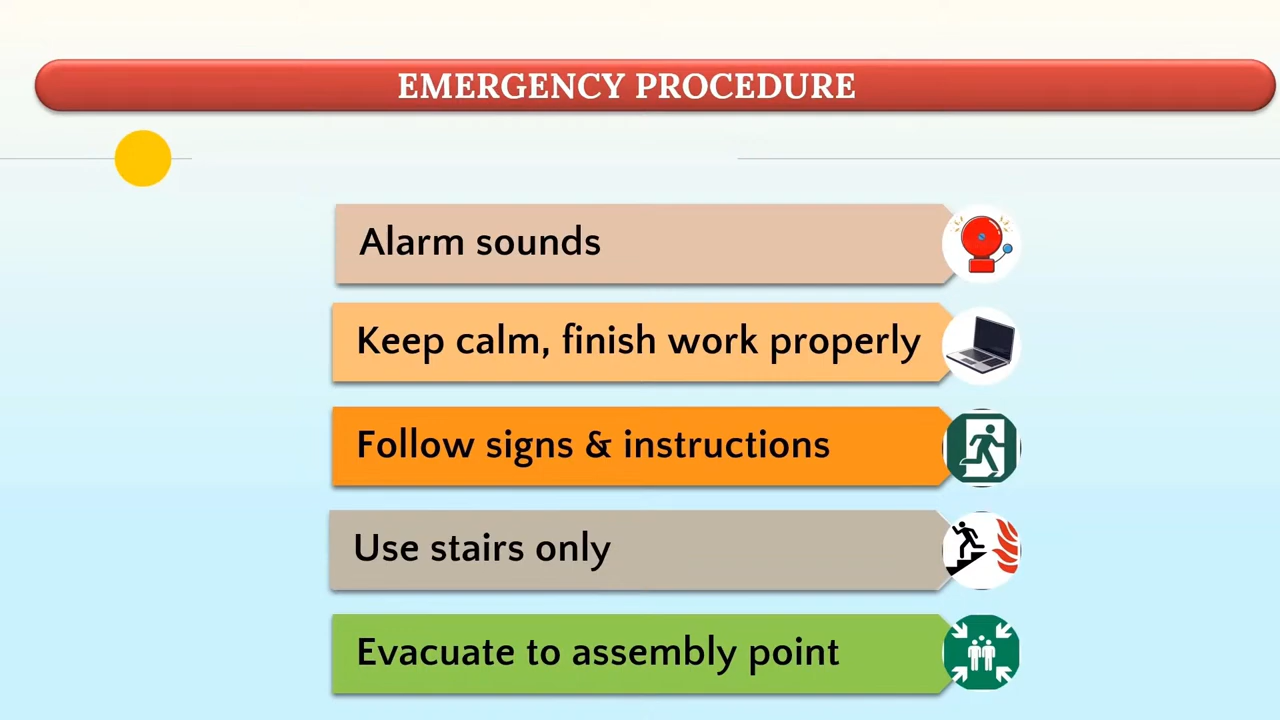 EMERGENCY PROCEDURE
Alarm sounds
Keep calm, finish work properly
Follow signs & instructions
Use stairs only
Evacuate to assembly point